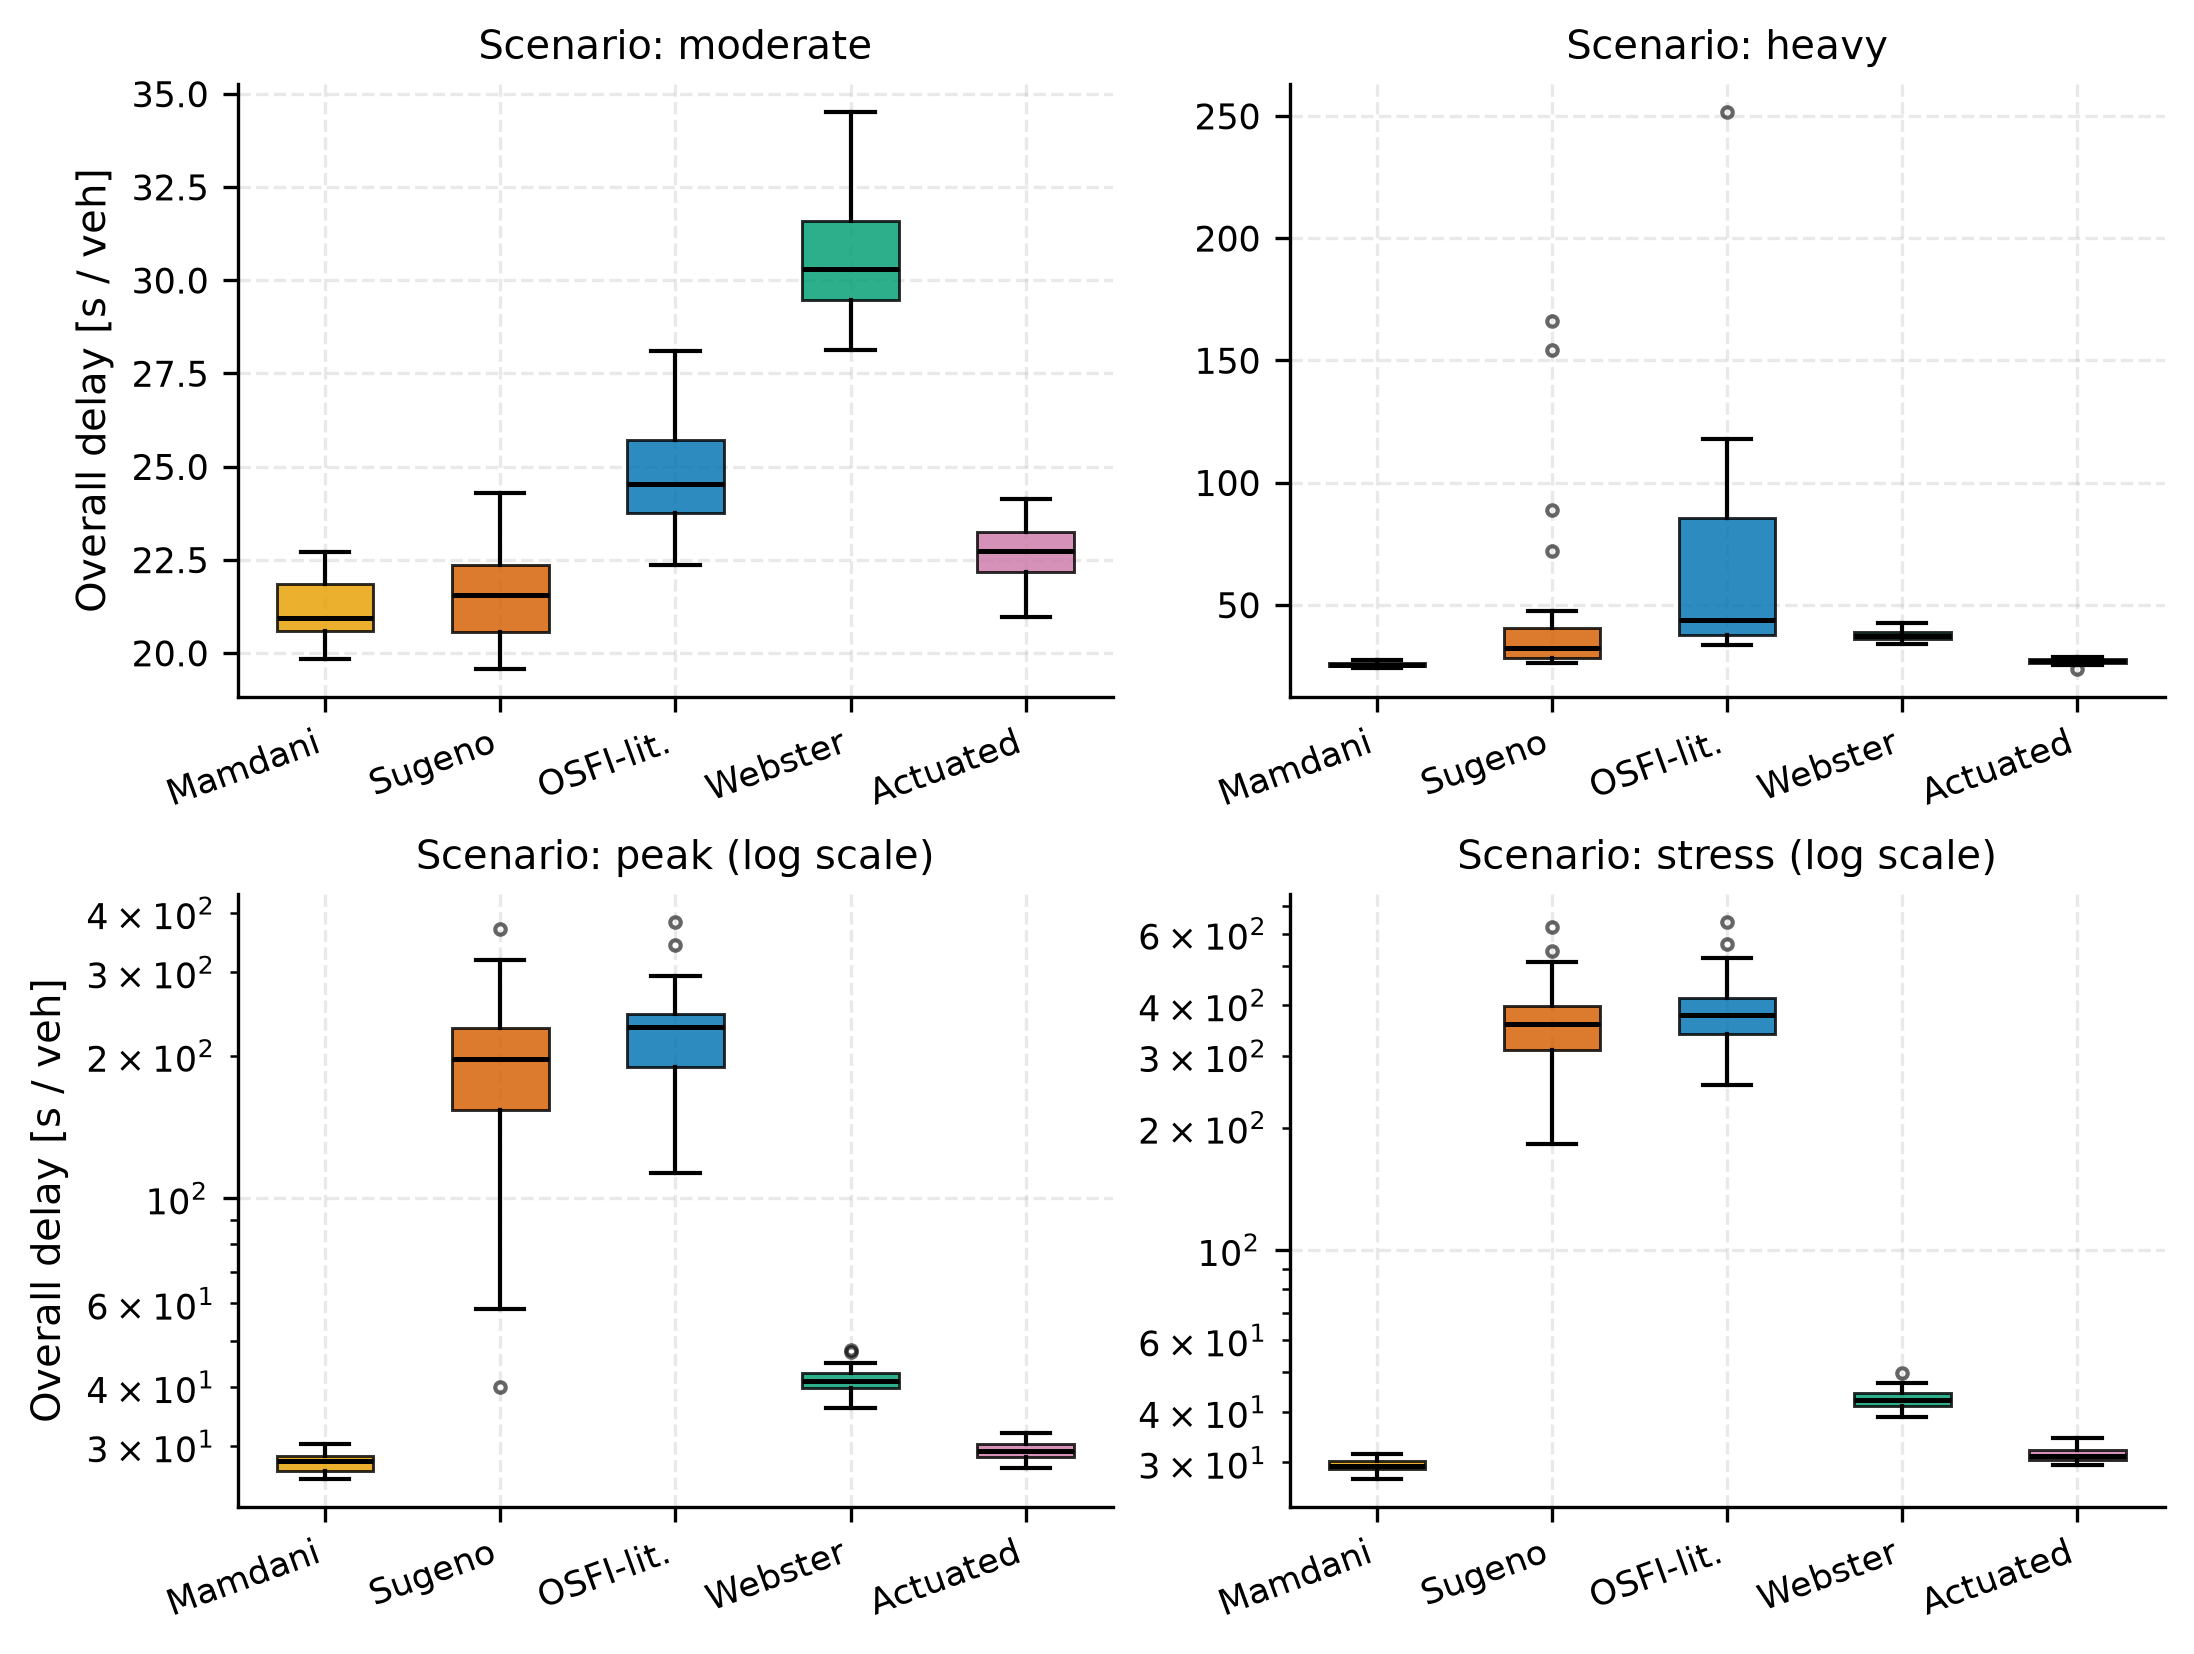 Scenario: moderate
Overall delay [s / veh]
35.0
32.5
30.0
27.5
25.0
22.5
20.0
Mamdani Sugeno OSFI-lit. Webster Actuated
Scenario: heavy
250
200
150
100
50
Mamdani Sugeno OSFI-lit. Webster Actuated
Scenario: peak (log scale)
Overall delay [s / veh]
4 × 10²
3 × 10²
2 × 10²
10²
6 × 10¹
4 × 10¹
3 × 10¹
Mamdani Sugeno OSFI-lit. Webster Actuated
Scenario: stress (log scale)
6 × 10²
4 × 10²
3 × 10²
2 × 10²
10²
6 × 10¹
4 × 10¹
3 × 10¹
Mamdani Sugeno OSFI-lit. Webster Actuated